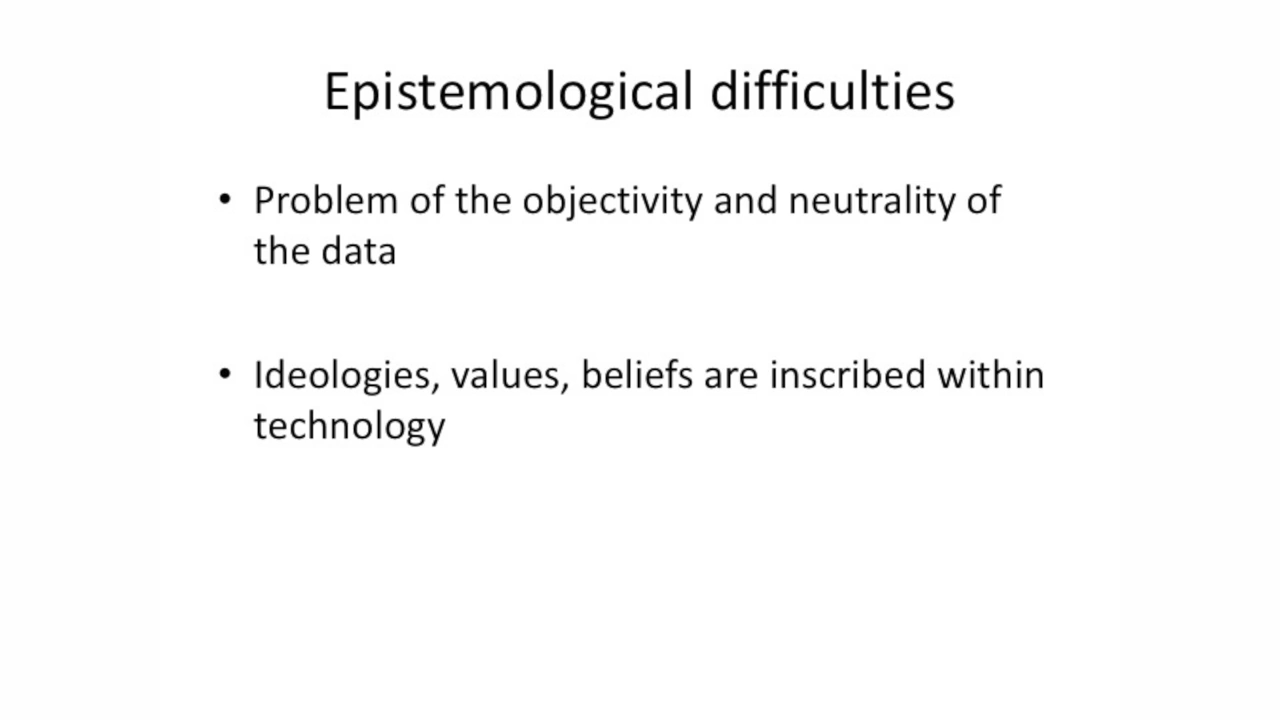 Epistemological difficulties
• Problem of the objectivity and neutrality of
the data
• Ideologies, values, beliefs are inscribed within
technology